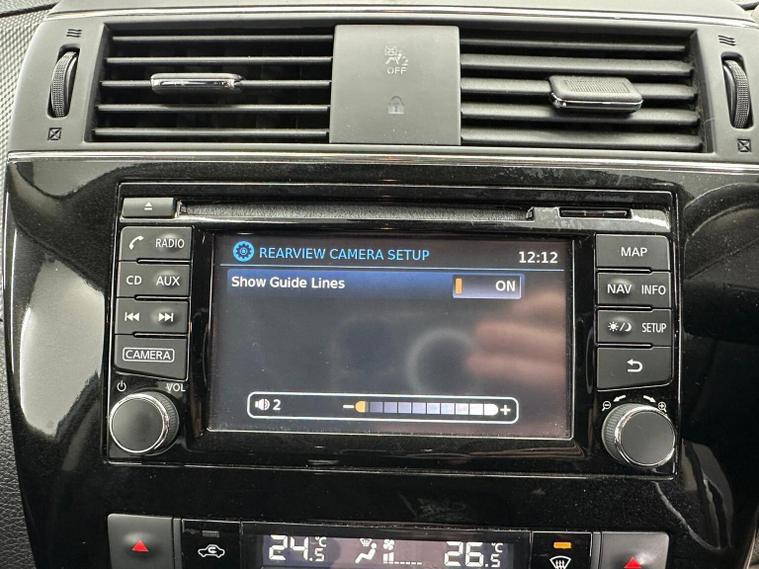 OFF
RADIO
CD AUX
CAMERA
VOL
REARVIEW CAMERA SETUP 12:12
Show Guide Lines ON
2 − +
MAP
NAV INFO
SETUP
24.5°C 26.5°C